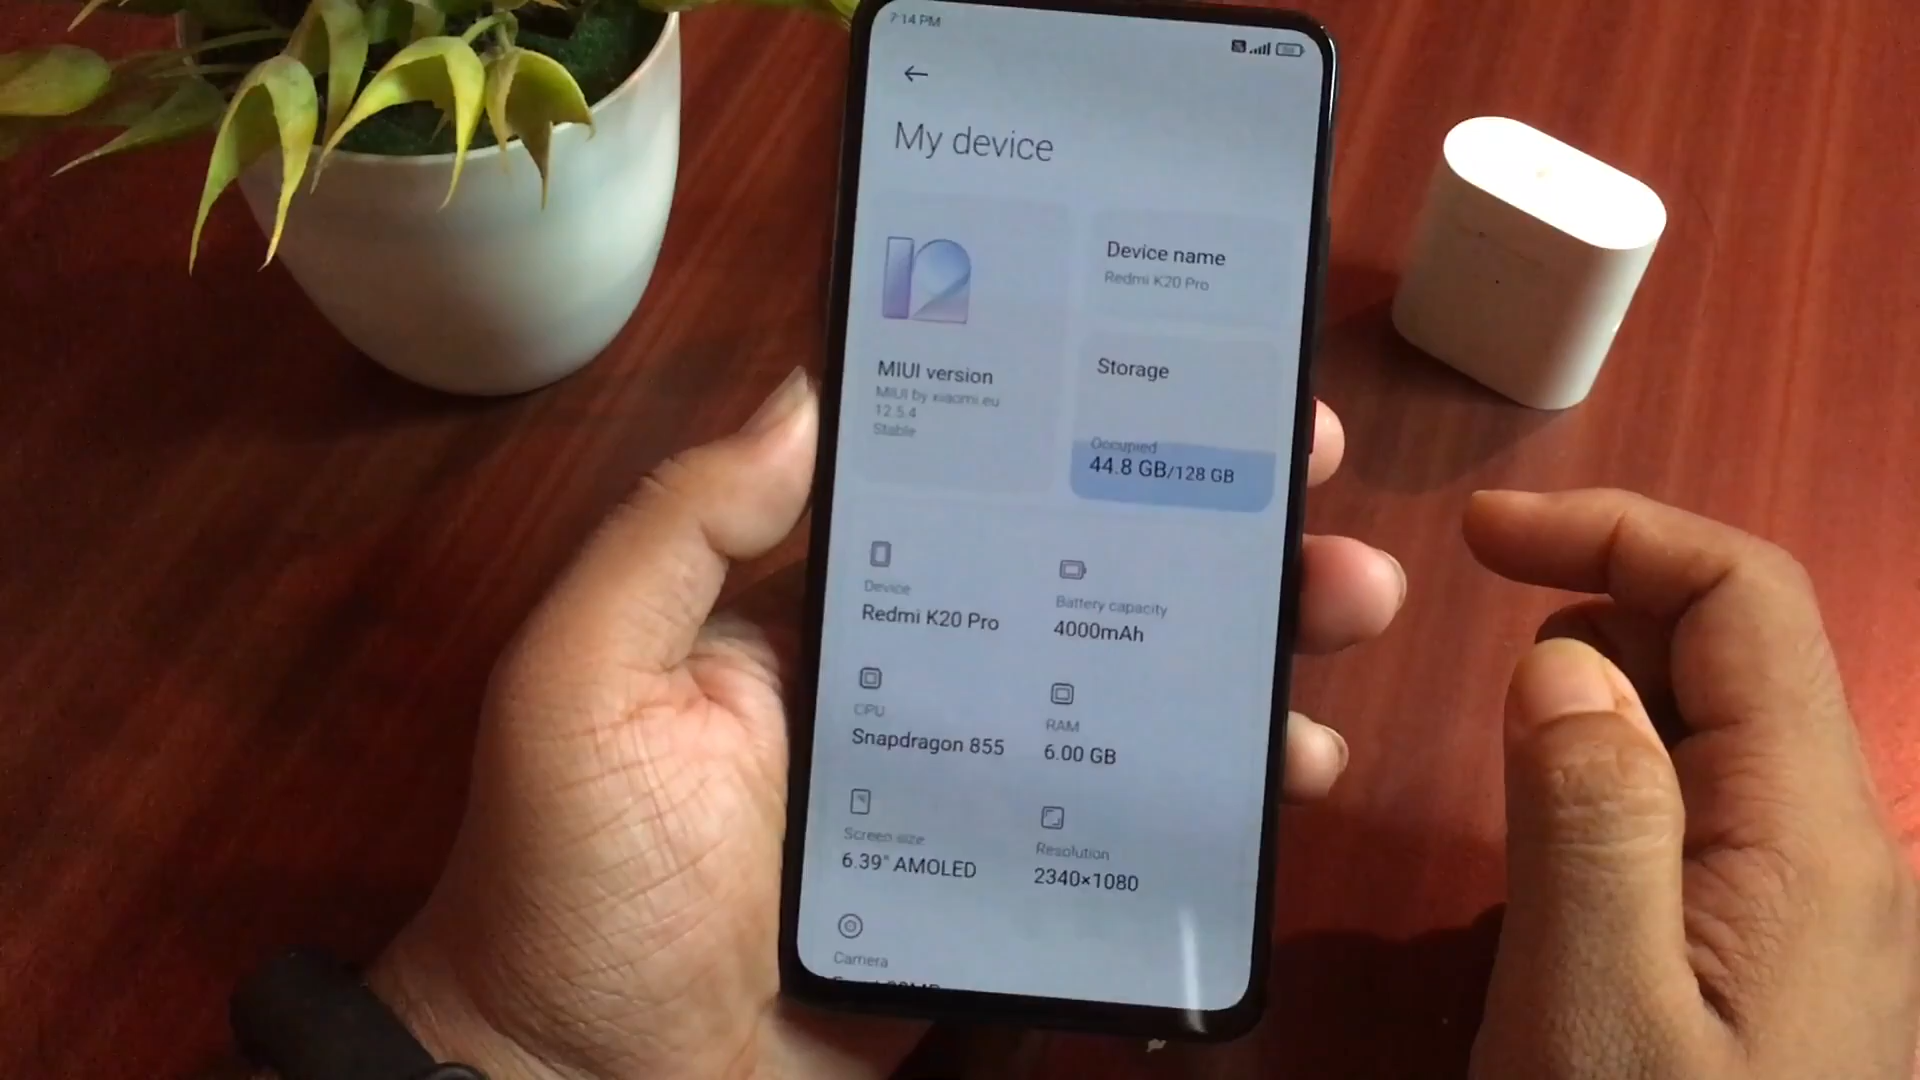 7:14 PM
My device
12
Device name
Redmi K20 Pro
MIUI version
MIUI by xiaomi.eu
12.5.4
Stable
Storage
Occupied
44.8 GB/128 GB
Device
Redmi K20 Pro
Battery capacity
4000mAh
CPU
Snapdragon 855
RAM
6.00 GB
Screen size
6.39" AMOLED
Resolution
2340×1080
Camera